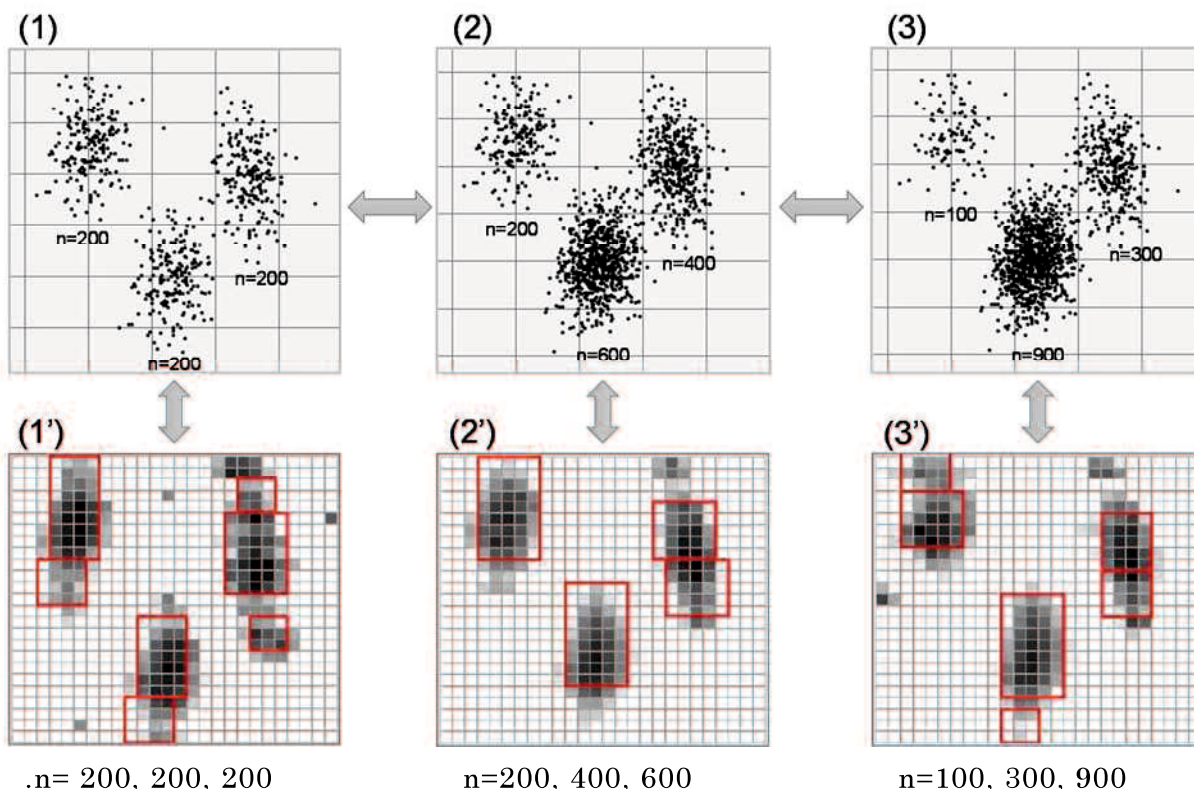 (1) (2) (3)
n=200
n=200
n=200
n=200
n=400
n=600
n=100
n=300
n=900
(1’) (2’) (3’)
.n= 200, 200, 200
n=200, 400, 600
n=100, 300, 900